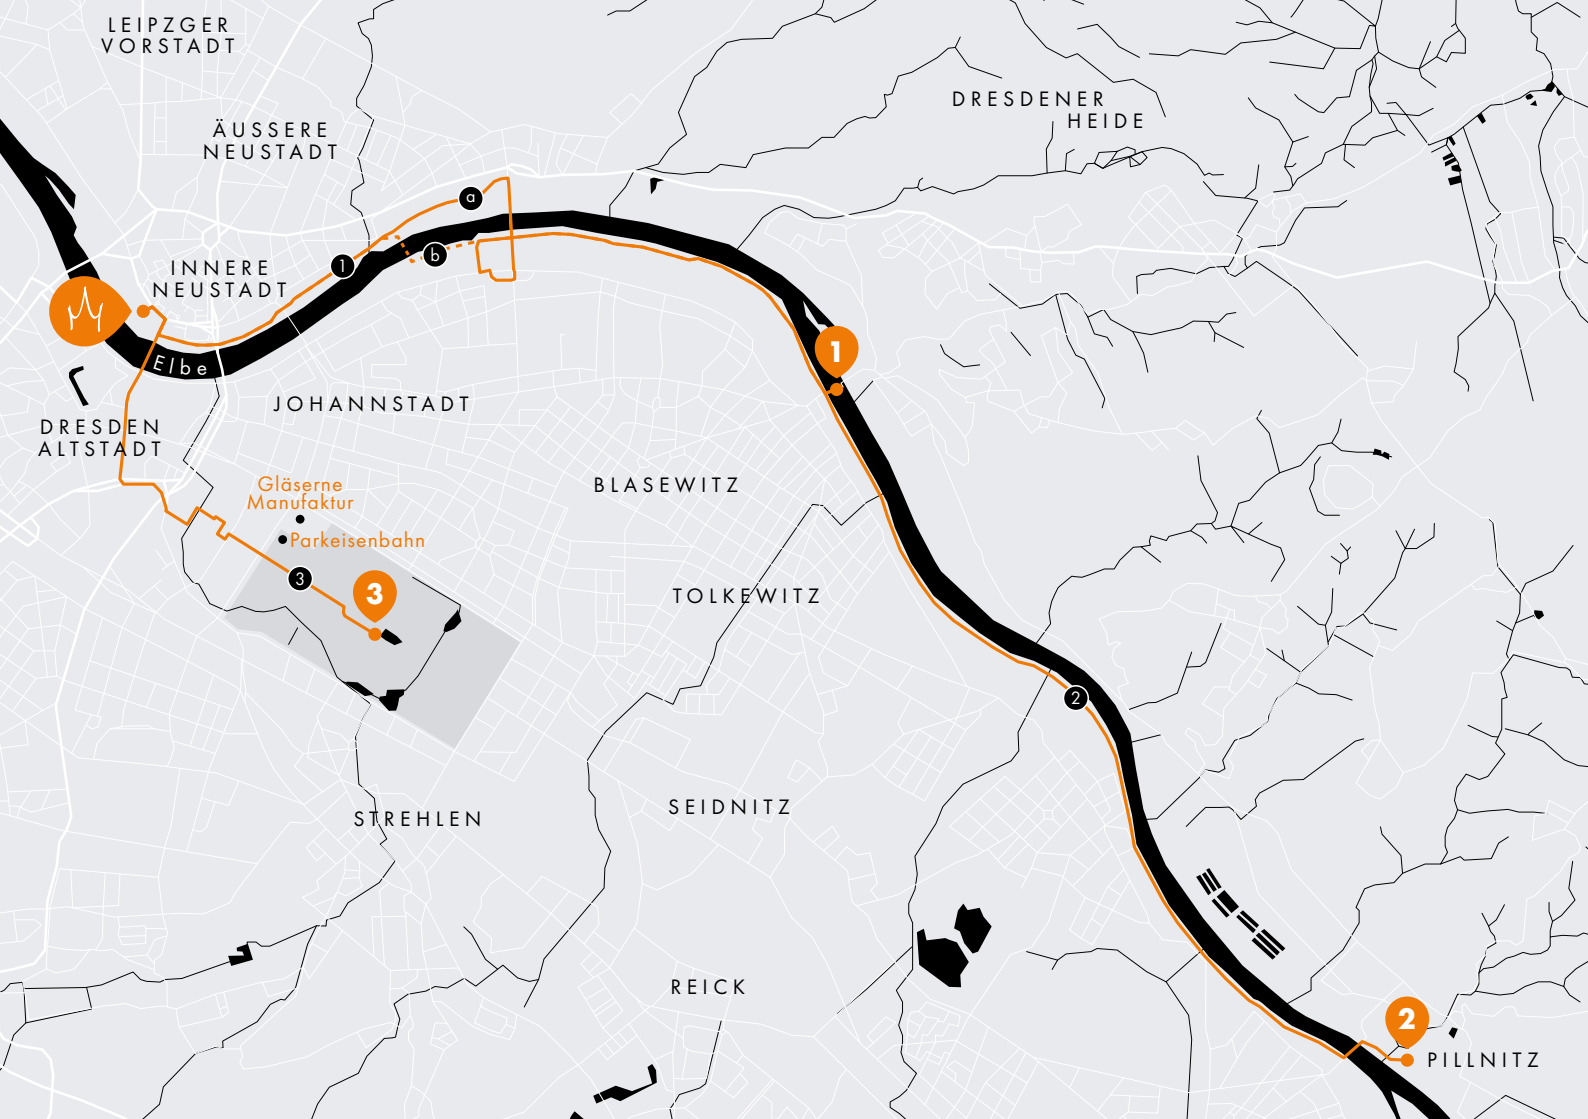 LEIPZGER
VORSTADT
ÄUSSERE
NEUSTADT
DRESDENER
HEIDE
a
b
1
INNERE
NEUSTADT
Elbe
1
JOHANNSTADT
DRESDEN
ALTSTADT
Gläserne
Manufaktur
Parkeisenbahn
BLASEWITZ
3
3
TOLKEWITZ
2
STREHLEN
SEIDNITZ
REICK
2
PILLNITZ